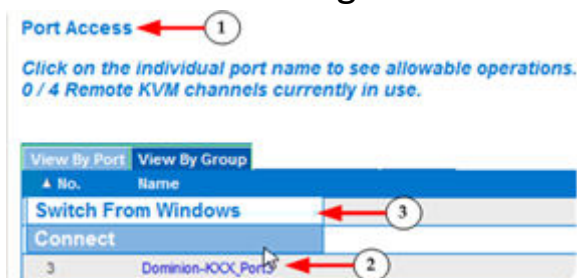 Port Access
1
Click on the individual port name to see allowable operations.
0 / 4 Remote KVM channels currently in use.
View By Port View By Group
▲ No. Name
Switch From Windows
3
Connect
3 Dominion-KXX_Port3
2